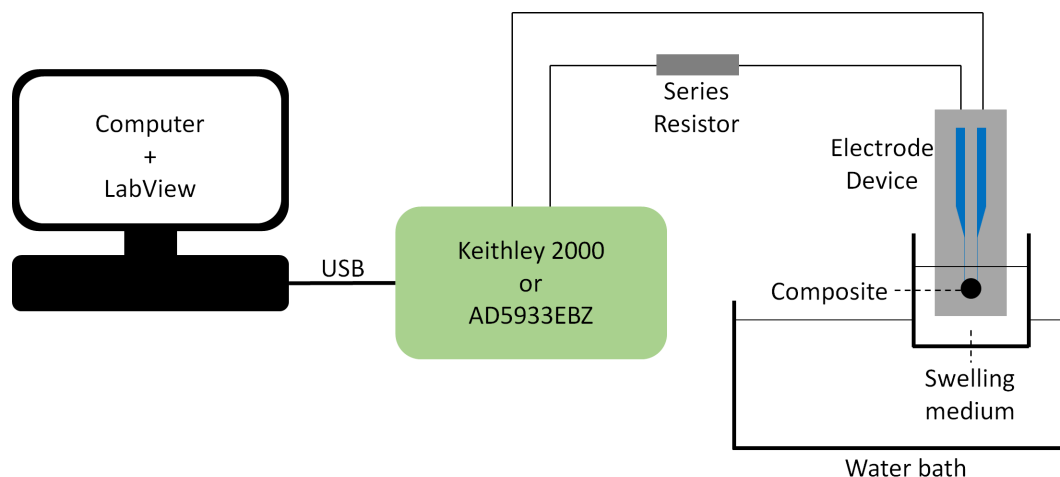 Computer
+
LabView
USB
Keithley 2000
or
AD5933EBZ
Series
Resistor
Electrode
Device
Composite
Swelling
medium
Water bath